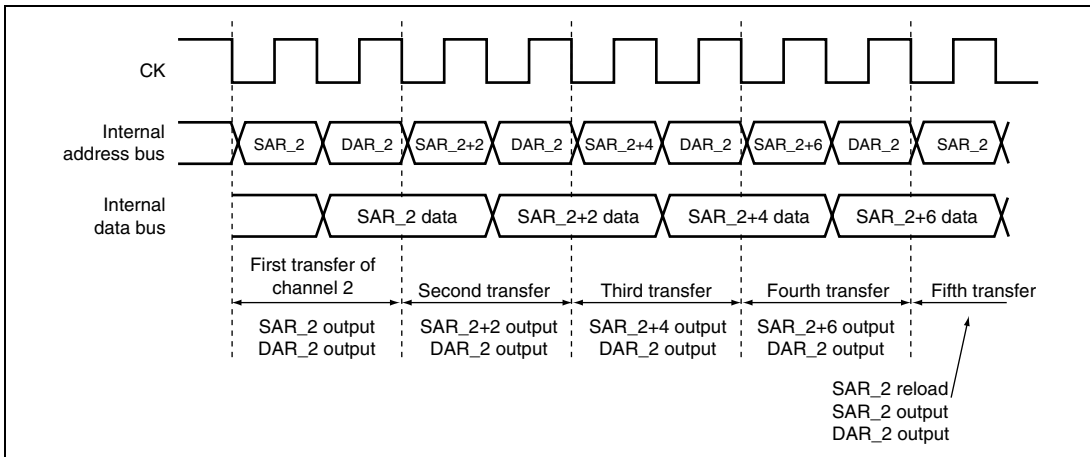 CK
Internal
address bus
SAR_2 DAR_2 SAR_2+2 DAR_2 SAR_2+4 DAR_2 SAR_2+6 DAR_2 SAR_2
Internal
data bus
SAR_2 data SAR_2+2 data SAR_2+4 data SAR_2+6 data
First transfer of
channel 2
Second transfer Third transfer Fourth transfer Fifth transfer
SAR_2 output SAR_2+2 output SAR_2+4 output SAR_2+6 output
DAR_2 output DAR_2 output DAR_2 output DAR_2 output
SAR_2 reload
SAR_2 output
DAR_2 output